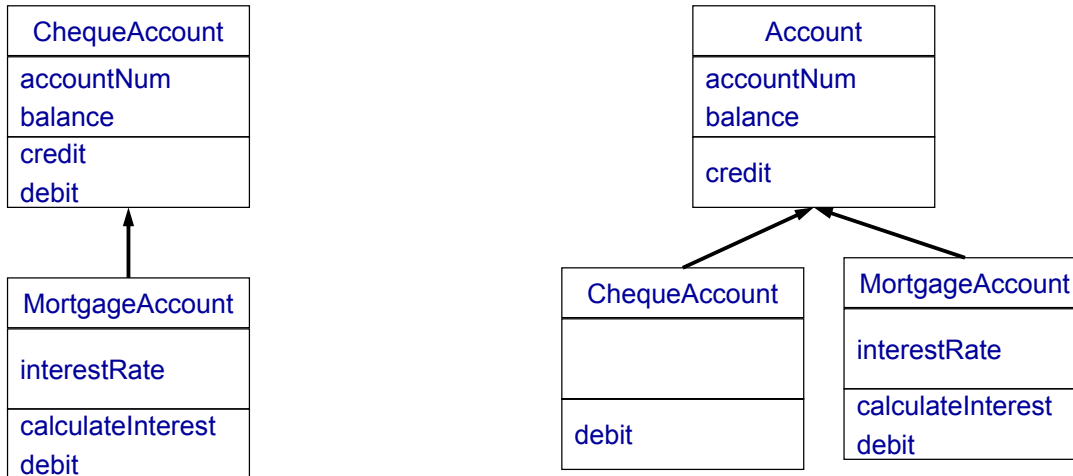 ChequeAccount
accountNum
balance
credit
debit
MortgageAccount
interestRate
calculateInterest
debit
Account
accountNum
balance
credit
ChequeAccount
debit
MortgageAccount
interestRate
calculateInterest
debit